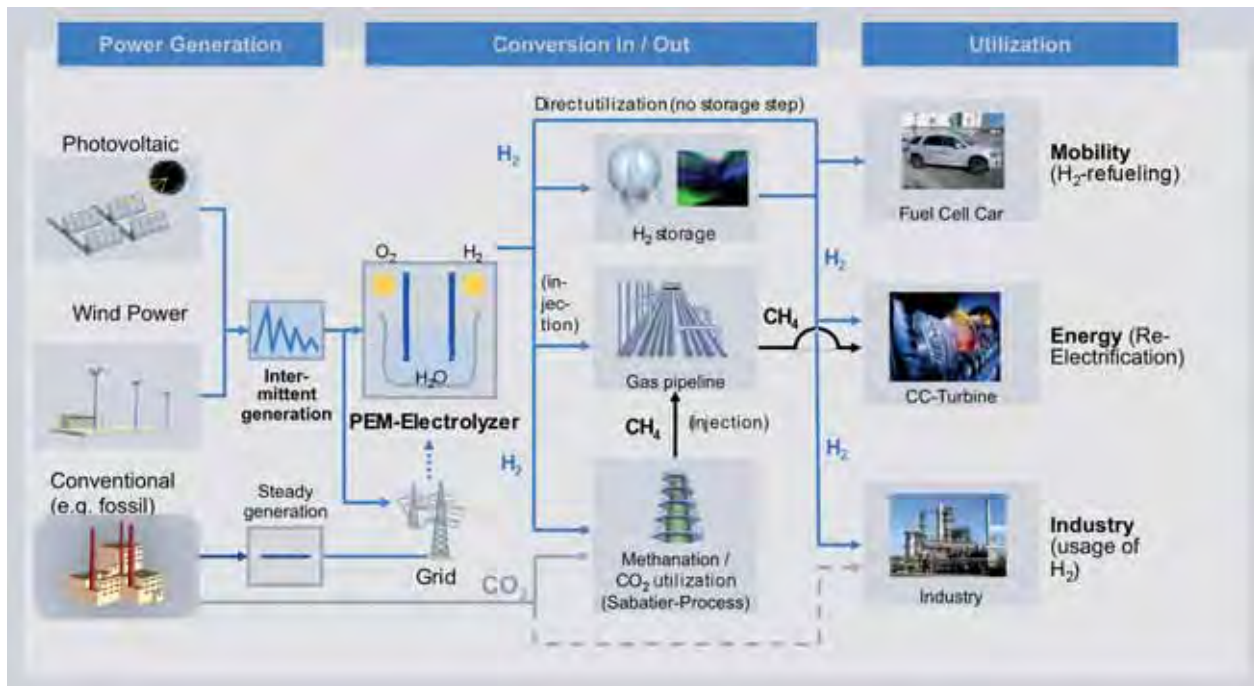 Power Generation
Conversion In / Out
Utilization
Photovoltaic
Wind Power
Conventional
(e.g. fossil)
Inter-
mittent
generation
Steady
generation
O₂
H₂
H₂O
PEM-Electrolyzer
Grid
CO₂
Direct utilization (no storage step)
H₂
H₂ storage
(in-
jec-
tion)
Gas pipeline
CH₄
CH₄
(injection)
H₂
Methanation /
CO₂ utilization
(Sabatier-Process)
H₂
H₂
Fuel Cell Car
Mobility
(H₂-refueling)
CC-Turbine
Energy (Re-
Electrification)
Industry
Industry
(usage of
H₂)